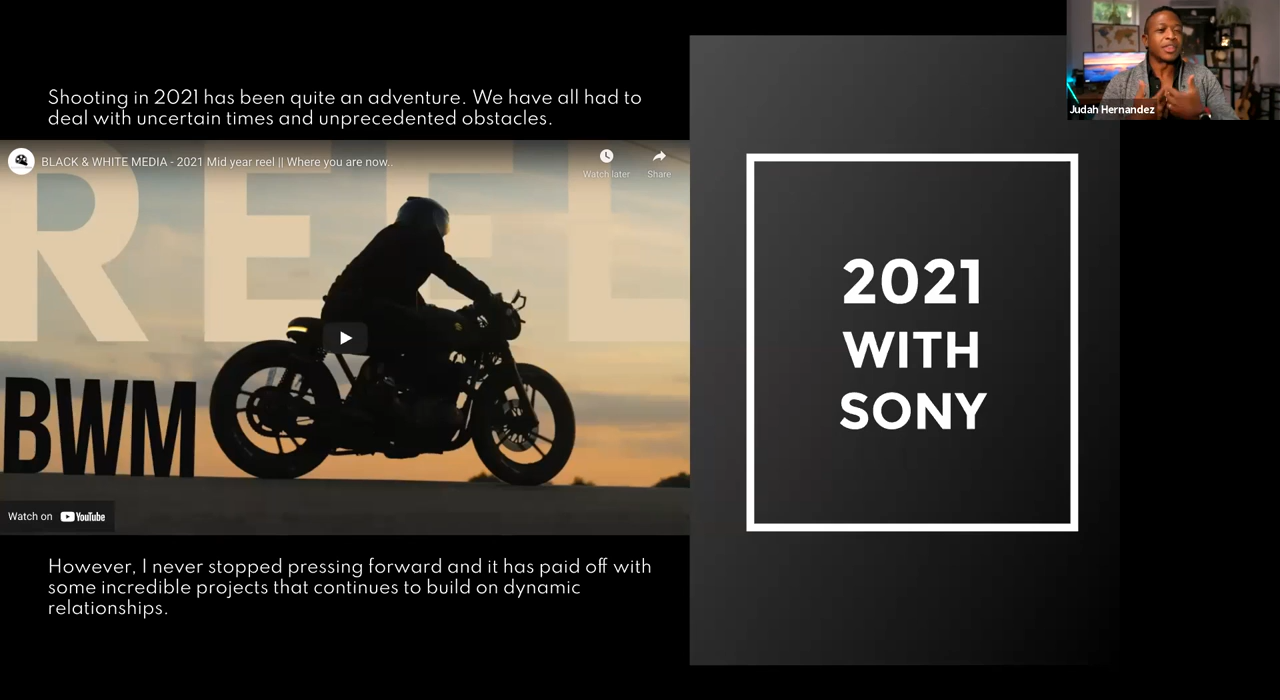 Shooting in 2021 has been quite an adventure. We have all had to
deal with uncertain times and unprecedented obstacles.
BLACK & WHITE MEDIA - 2021 Mid year reel || Where you are now..
Watch later
Share
REEL
BWM
Watch on YouTube
However, I never stopped pressing forward and it has paid off with
some incredible projects that continues to build on dynamic
relationships.
2021
WITH
SONY
Judah Hernandez